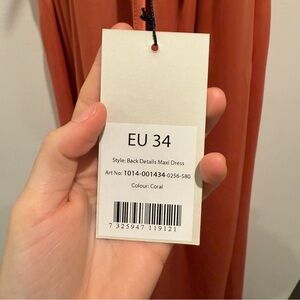 EU 34
Style: Back Details Maxi Dress
Art No: 1014-001434-0256-580
Colour: Coral
7 325947 119121